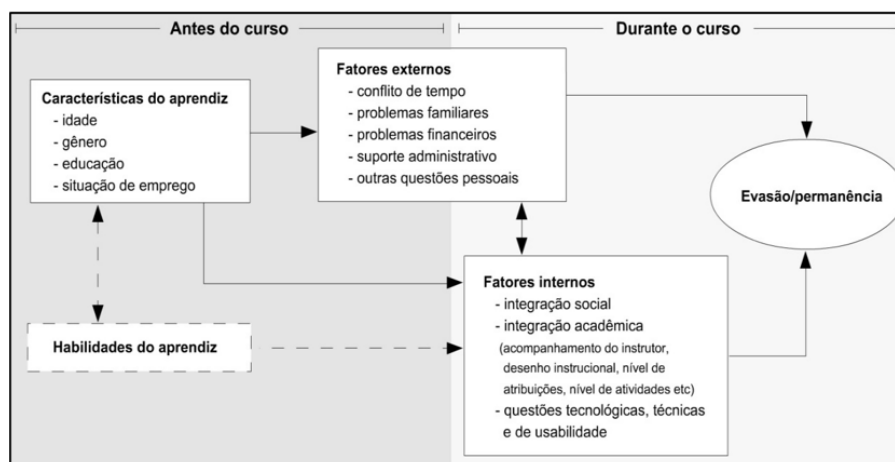 Antes do curso
Durante o curso
Características do aprendiz
- idade
- gênero
- educação
- situação de emprego
Fatores externos
- conflito de tempo
- problemas familiares
- problemas financeiros
- suporte administrativo
- outras questões pessoais
Evasão/permanência
Habilidades do aprendiz
Fatores internos
- integração social
- integração acadêmica
(acompanhamento do instrutor,
desenho instrucional, nível de
atribuições, nível de atividades etc)
- questões tecnológicas, técnicas
e de usabilidade